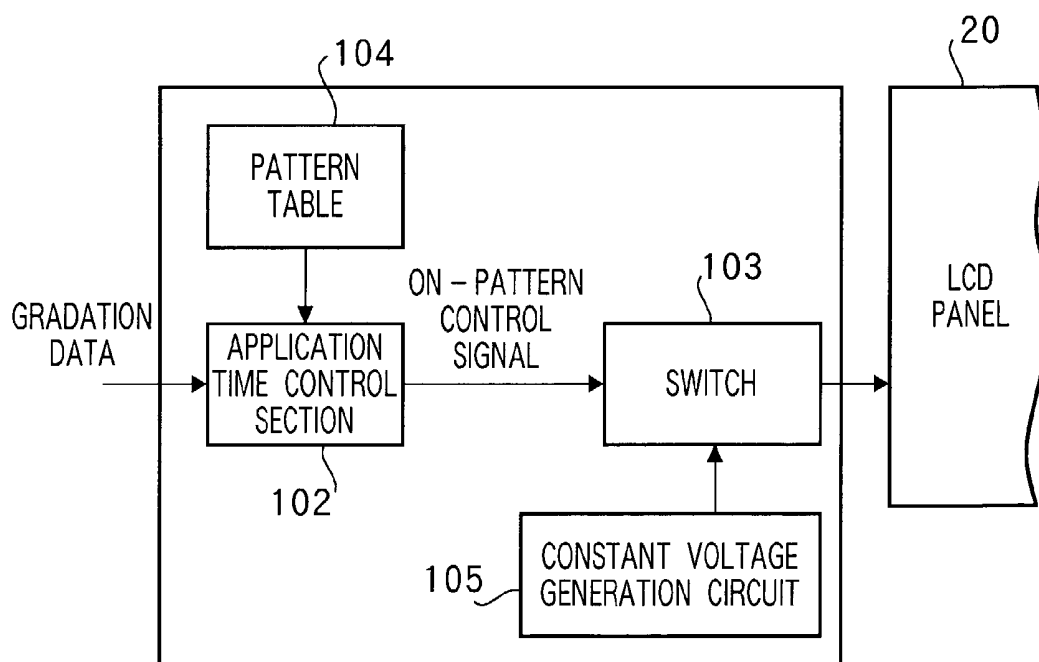 104
20
PATTERN
TABLE
GRADATION
DATA
ON – PATTERN
CONTROL
SIGNAL
103
LCD
PANEL
APPLICATION
TIME CONTROL
SECTION
SWITCH
102
105
CONSTANT VOLTAGE
GENERATION CIRCUIT